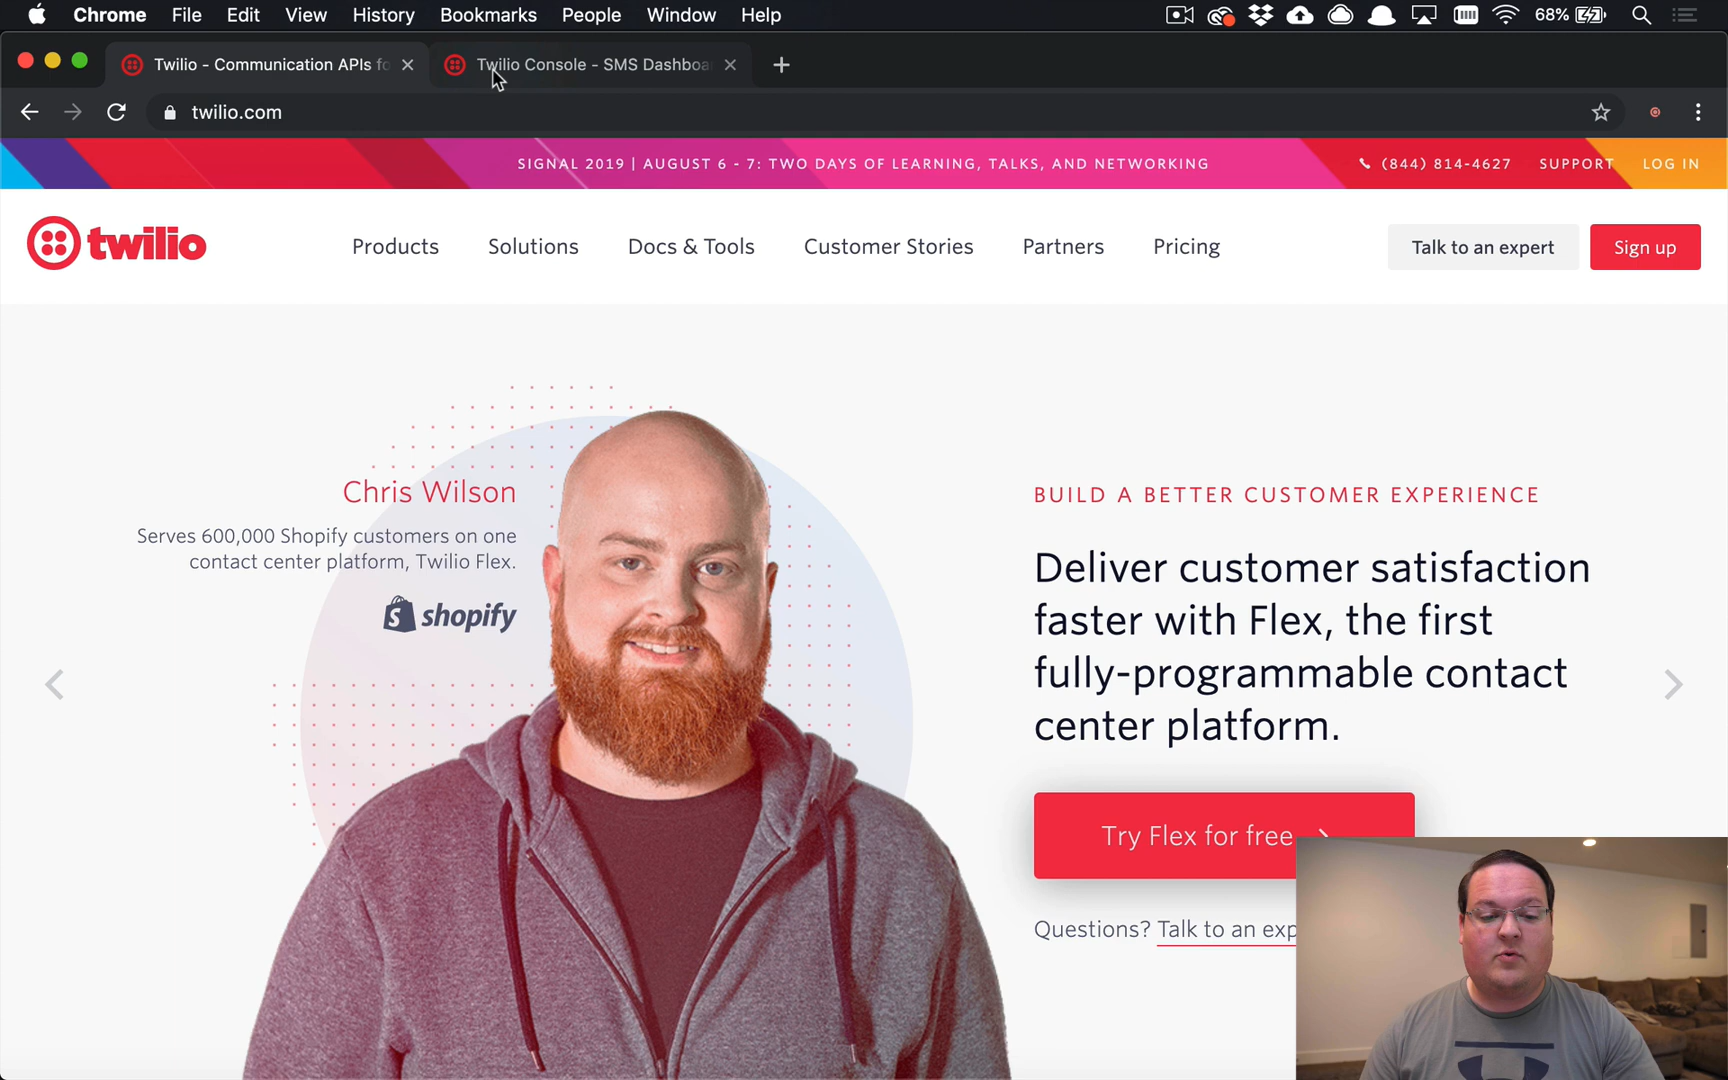 Chrome File Edit View History Bookmarks People Window Help 68%
Twilio - Communication APIs fo
Twilio Console - SMS Dashboa
twilio.com
SIGNAL 2019 | AUGUST 6 - 7: TWO DAYS OF LEARNING, TALKS, AND NETWORKING
(844) 814-4627 SUPPORT LOG IN
twilio
Products Solutions Docs & Tools Customer Stories Partners Pricing
Talk to an expert Sign up
Chris Wilson
Serves 600,000 Shopify customers on one
contact center platform, Twilio Flex.
shopify
BUILD A BETTER CUSTOMER EXPERIENCE
Deliver customer satisfaction
faster with Flex, the first
fully-programmable contact
center platform.
Try Flex for free
Questions? Talk to an exp